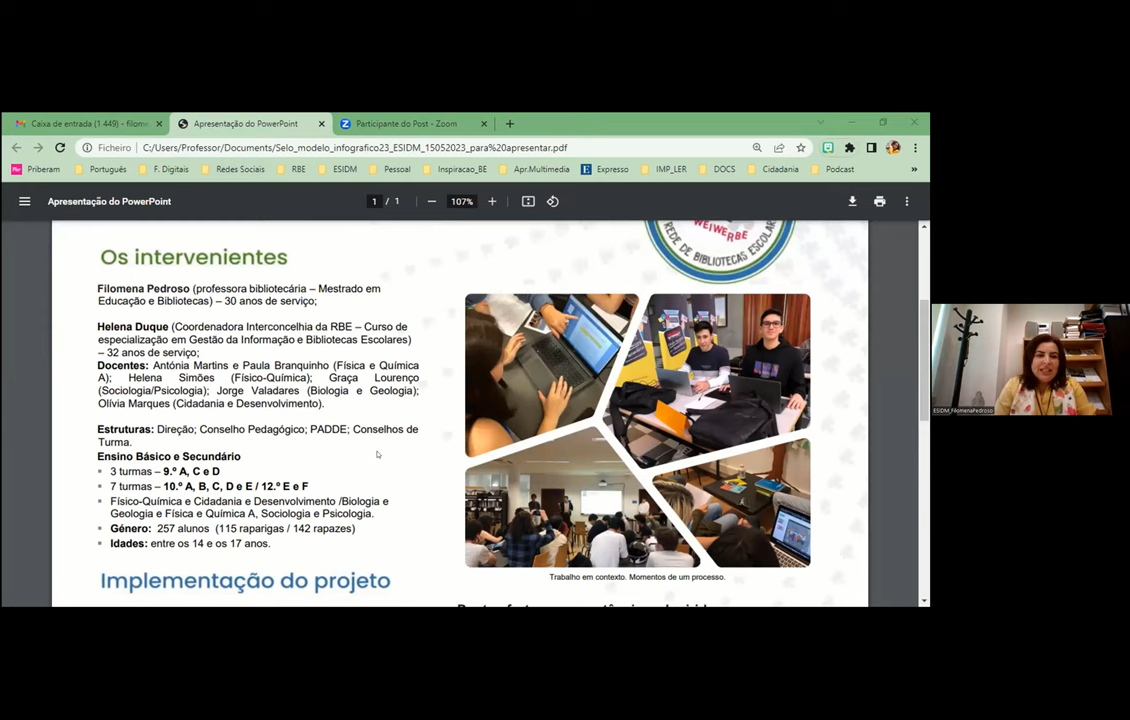 Caixa de entrada (1 449) - filome
Apresentação do PowerPoint
Participante do Post - Zoom
Ficheiro
C:/Users/Professor/Documents/Selo_modelo_infografico23_ESIDM_15052023_para%20apresentar.pdf
Priberam
Português
F. Digitais
Redes Sociais
RBE
ESIDM
Pessoal
Inspiracao_BE
Apr.Multimedia
Expresso
IMP_LER
DOCS
Cidadania
Podcast
Apresentação do PowerPoint
1 / 1
107%
WEIWERBE
REDE DE BIBLIOTECAS ESCOLAR
Os intervenientes
Filomena Pedroso (professora bibliotecária – Mestrado em
Educação e Bibliotecas) – 30 anos de serviço;
Helena Duque (Coordenadora Interconcelhia da RBE – Curso de
especialização em Gestão da Informação e Bibliotecas Escolares)
– 32 anos de serviço;
Docentes: Antónia Martins e Paula Branquinho (Física e Química
A); Helena Simões (Físico-Química); Graça Lourenço
(Sociologia/Psicologia); Jorge Valadares (Biologia e Geologia);
Olívia Marques (Cidadania e Desenvolvimento).
Estruturas: Direção; Conselho Pedagógico; PADDE; Conselhos de
Turma.
Ensino Básico e Secundário
▪ 3 turmas – 9.º A, C e D
▪ 7 turmas – 10.º A, B, C, D e E / 12.º E e F
▪ Físico-Química e Cidadania e Desenvolvimento /Biologia e
Geologia e Física e Química A, Sociologia e Psicologia.
▪ Género: 257 alunos (115 raparigas / 142 rapazes)
▪ Idades: entre os 14 e os 17 anos.
Trabalho em contexto. Momentos de um processo.
Implementação do projeto
ESIDM_FilomenaPedroso